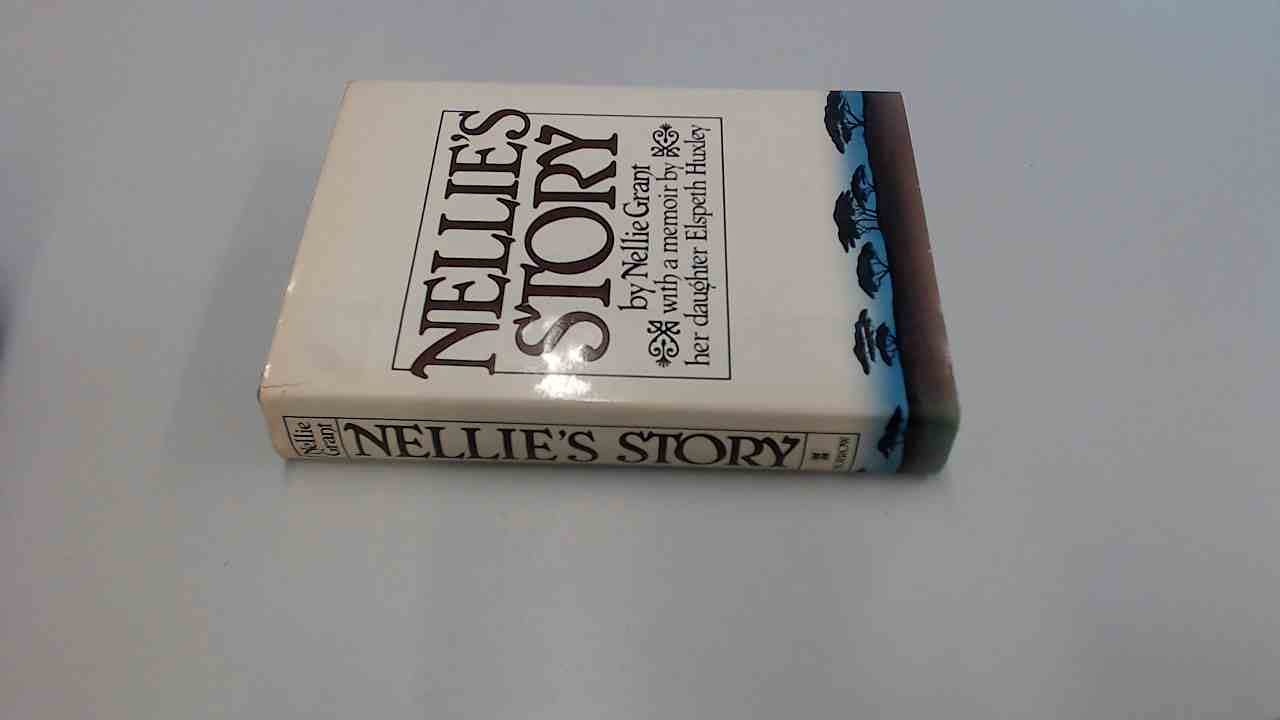 NELLIE'S
STORY
by Nellie Grant
with a memoir by
her daughter Elspeth Huxley
Nellie
Grant
NELLIE'S STORY